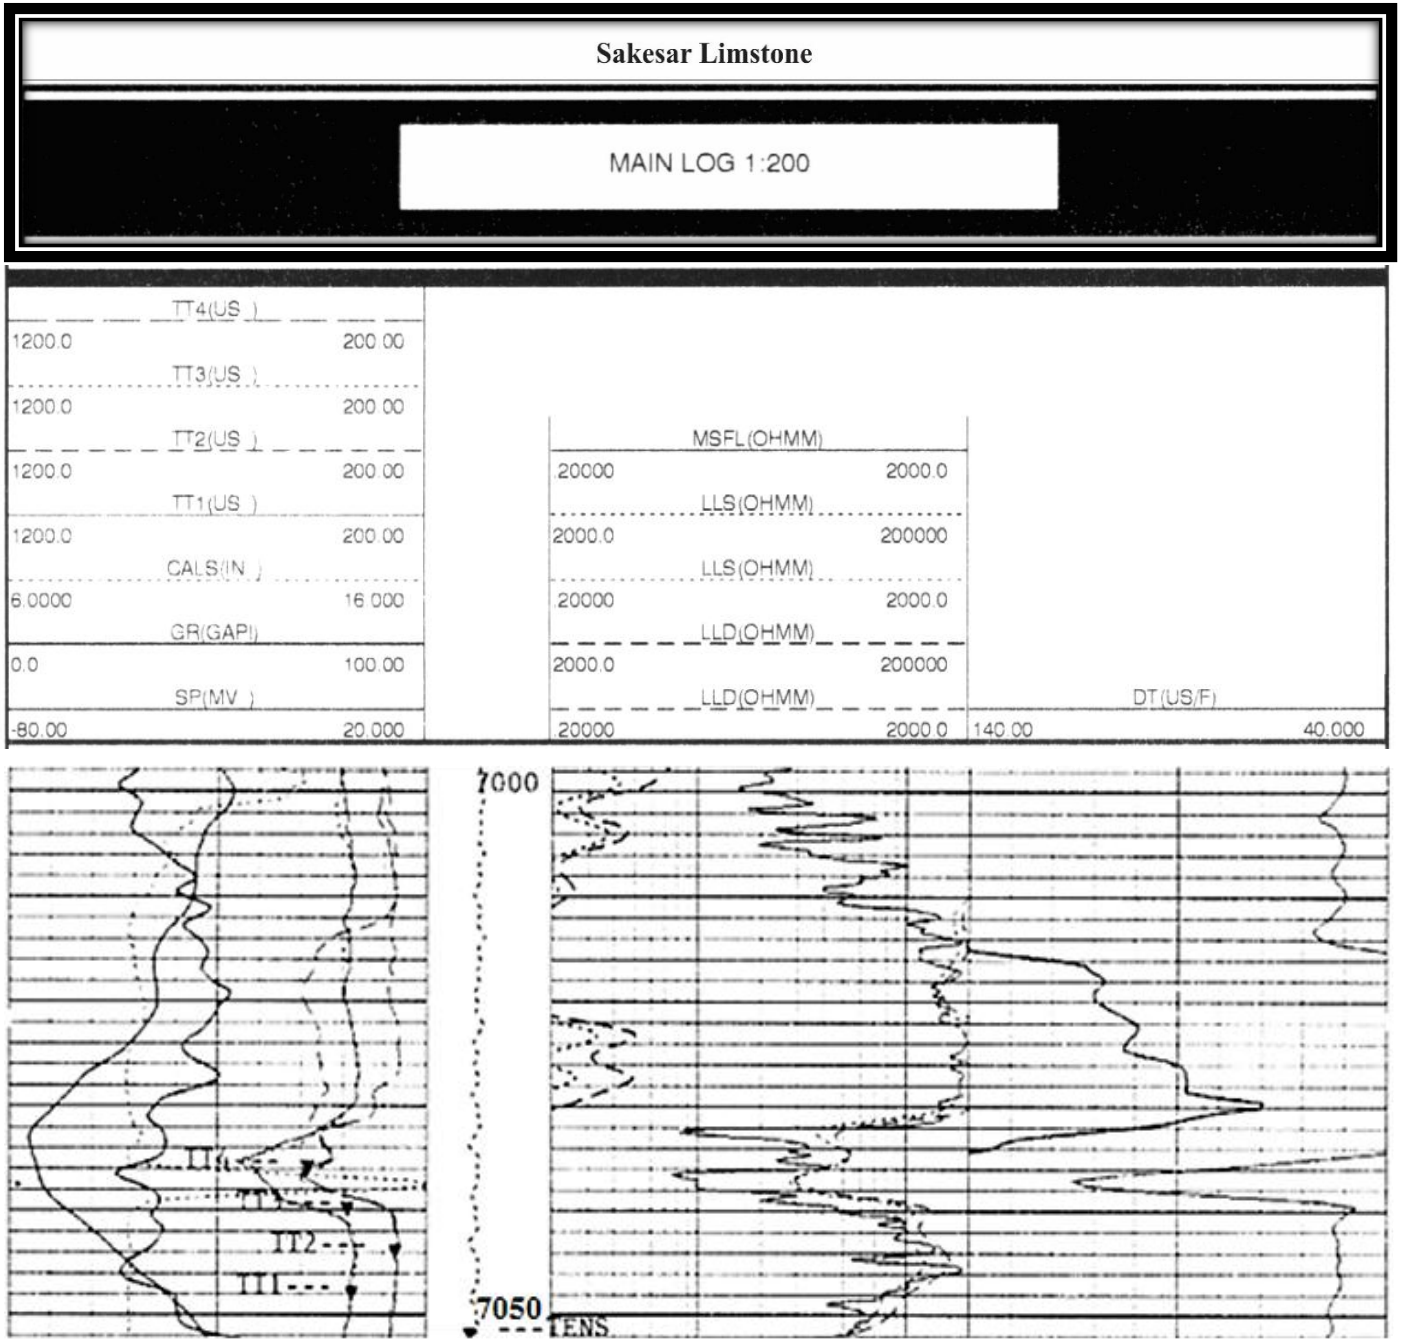 Sakesar Limstone
MAIN LOG 1:200
TT4(US )
1200.0 200.00
TT3(US )
1200.0 200.00
TT2(US ) MSFL(OHMM)
1200.0 200.00 .20000 2000.0
TT1(US ) LLS(OHMM)
1200.0 200.00 2000.0 200000
CALS(IN ) LLS(OHMM)
6.0000 16.000 .20000 2000.0
GR(GAPI) LLD(OHMM)
0.0 100.00 2000.0 200000
SP(MV ) LLD(OHMM) DT(US/F)
-80.00 20.000 .20000 2000.0 140.00 40.000
7000
TT2
TT1
7050
TENS